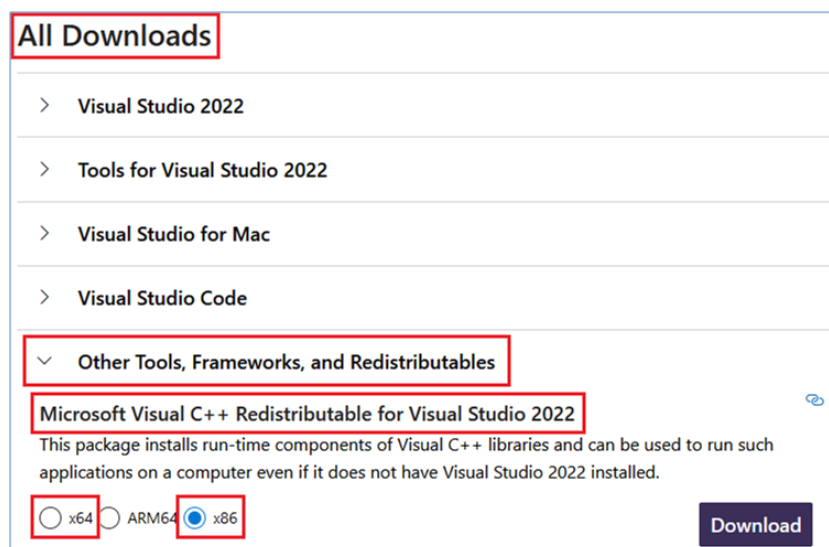 All Downloads
Visual Studio 2022
Tools for Visual Studio 2022
Visual Studio for Mac
Visual Studio Code
Other Tools, Frameworks, and Redistributables
Microsoft Visual C++ Redistributable for Visual Studio 2022
This package installs run-time components of Visual C++ libraries and can be used to run such
applications on a computer even if it does not have Visual Studio 2022 installed.
x64 ARM64 x86 Download